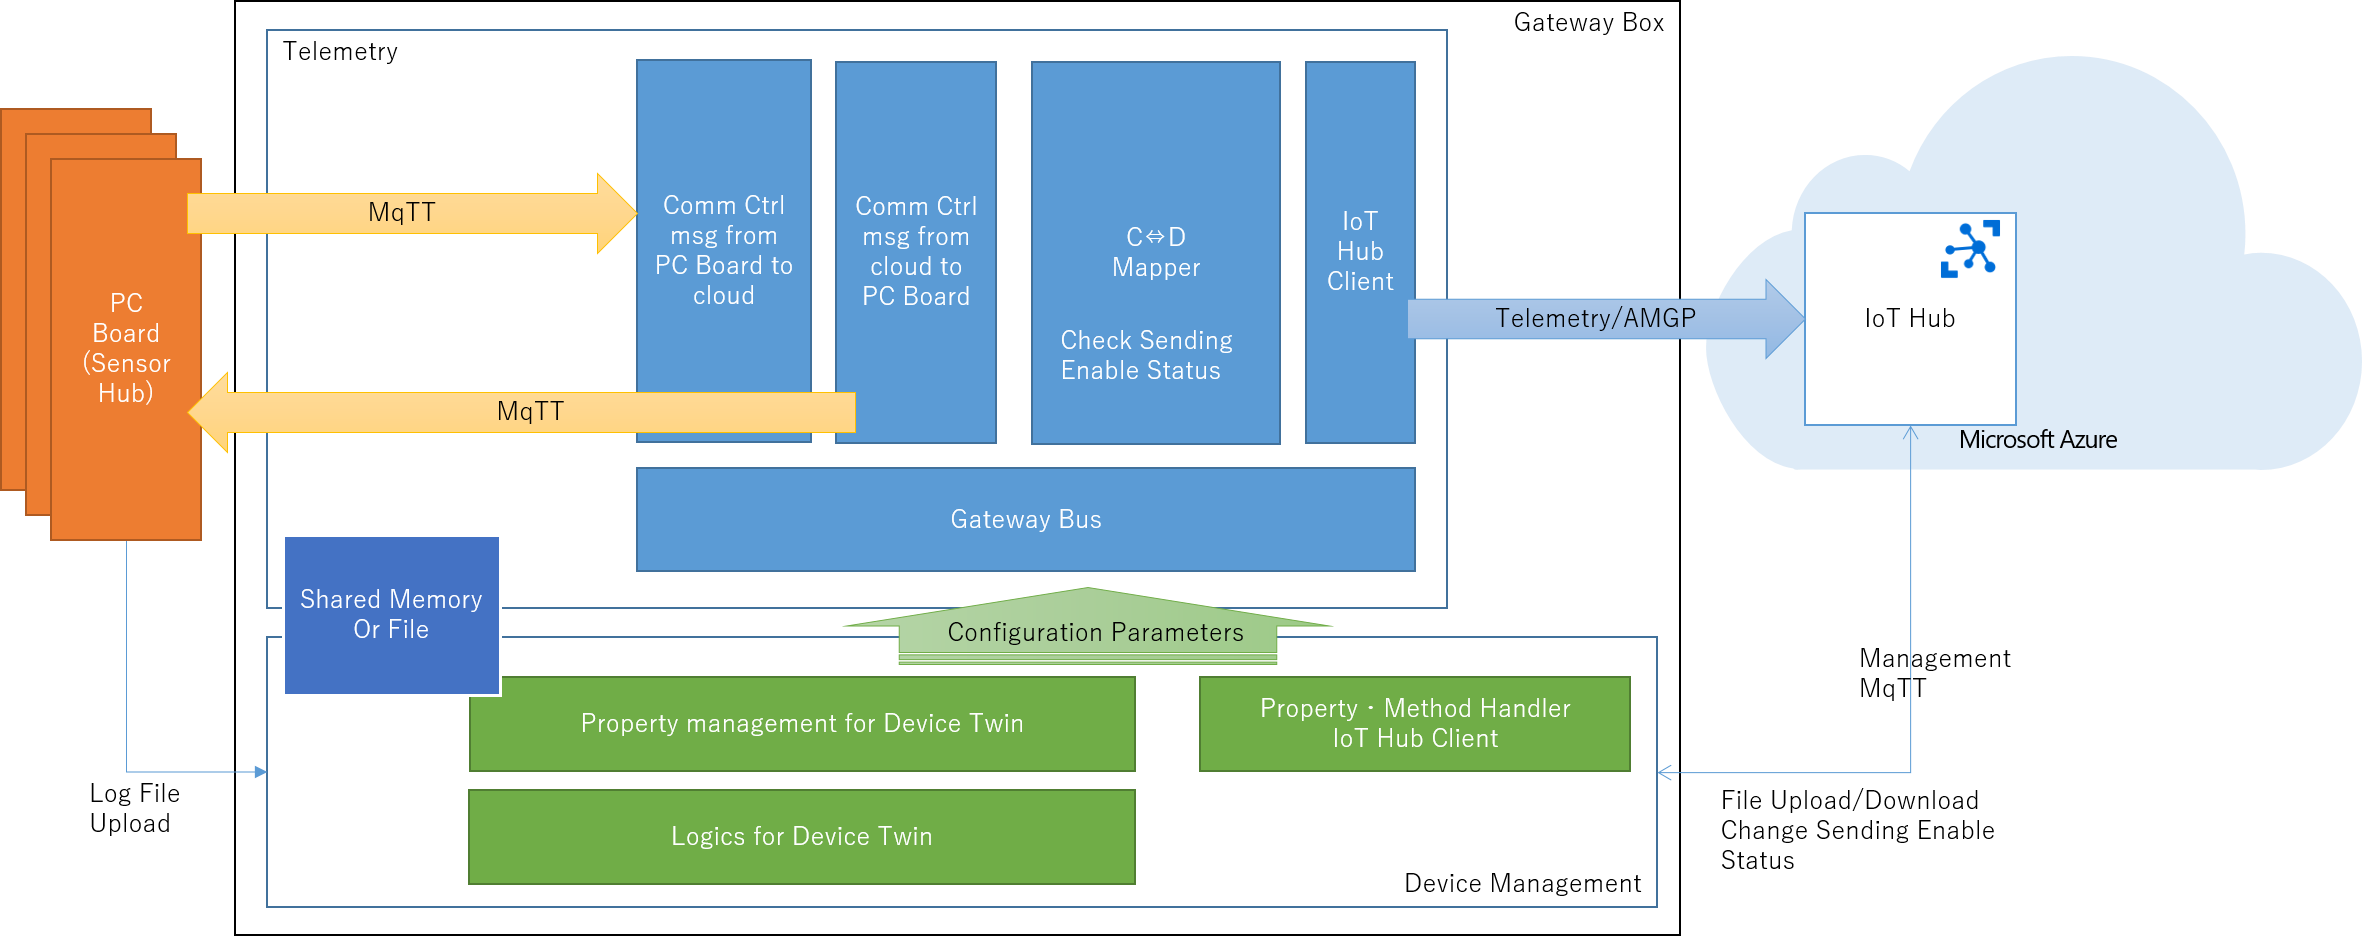 Gateway Box
Telemetry
Comm Ctrl
msg from
PC Board to
cloud
Comm Ctrl
msg from
cloud to
PC Board
C⇔D
Mapper
Check Sending
Enable Status
IoT
Hub
Client
MqTT
MqTT
PC
Board
(Sensor
Hub)
Telemetry/AMGP
IoT Hub
Microsoft Azure
Gateway Bus
Shared Memory
Or File
Configuration Parameters
Property management for Device Twin
Property・Method Handler
IoT Hub Client
Logics for Device Twin
Device Management
Log File
Upload
Management
MqTT
File Upload/Download
Change Sending Enable
Status